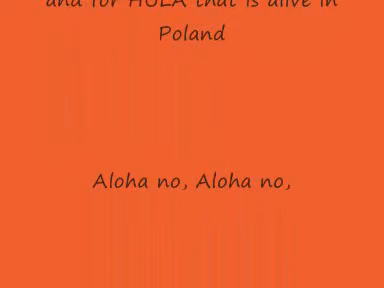 and for HULA that is alive in
Poland
Aloha no, Aloha no,